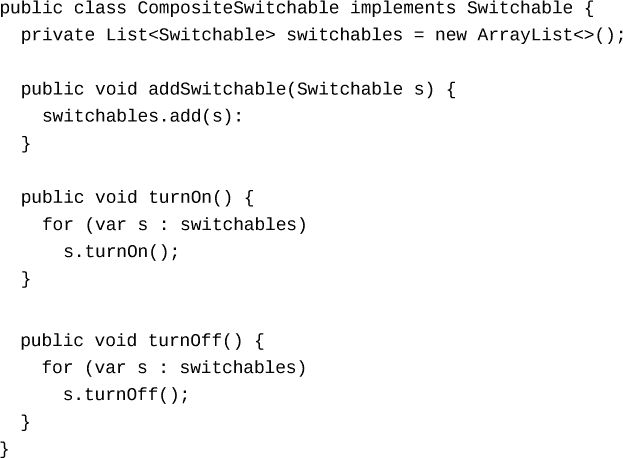 public class CompositeSwitchable implements Switchable {
  private List<Switchable> switchables = new ArrayList<>();

  public void addSwitchable(Switchable s) {
    switchables.add(s):
  }

  public void turnOn() {
    for (var s : switchables)
      s.turnOn();
  }

  public void turnOff() {
    for (var s : switchables)
      s.turnOff();
  }
}